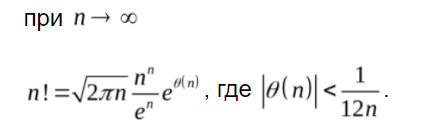 при n → ∞
n! = √(2πn) nⁿ/eⁿ e^θ(n) , где |θ(n)| < 1/(12n) .